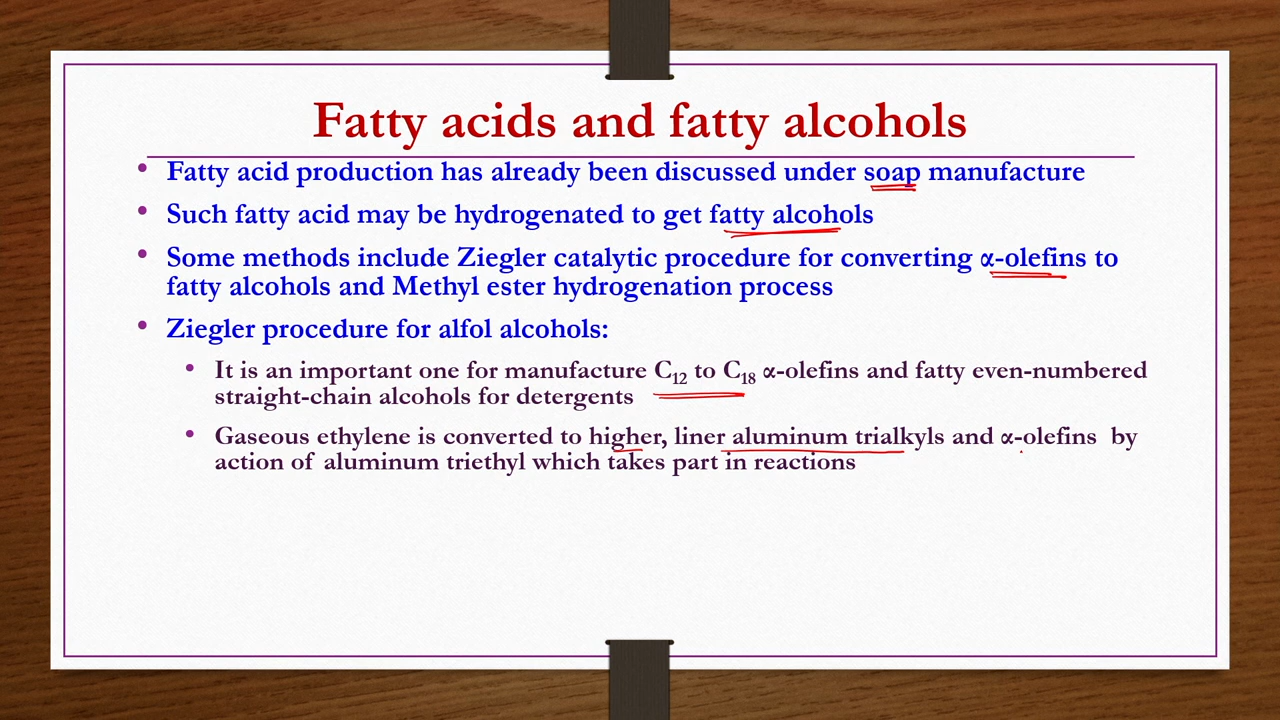 Fatty acids and fatty alcohols
• Fatty acid production has already been discussed under soap manufacture
• Such fatty acid may be hydrogenated to get fatty alcohols
• Some methods include Ziegler catalytic procedure for converting α-olefins to
fatty alcohols and Methyl ester hydrogenation process
• Ziegler procedure for alfol alcohols:
• It is an important one for manufacture C₁₂ to C₁₈ α-olefins and fatty even-numbered
straight-chain alcohols for detergents
• Gaseous ethylene is converted to higher, liner aluminum trialkyls and α-olefins by
action of aluminum triethyl which takes part in reactions